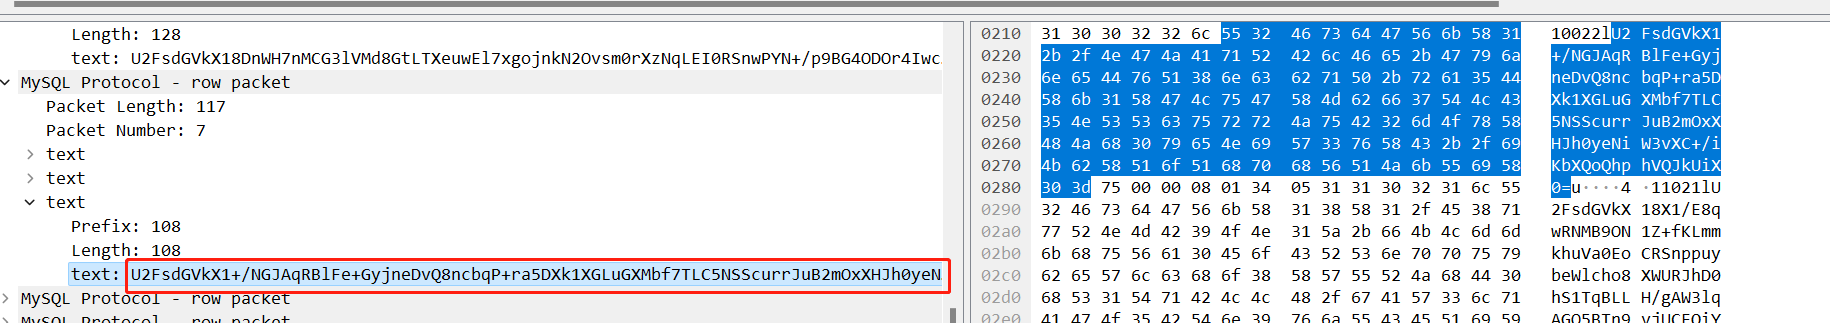 Length: 128
text: U2FsdGVkX18DnWH7nMCG3lVMd8GtLTXeuwEl7xgojnkN2Ovsm0rXzNqLEI0RSnwPYN+/p9BG4ODOr4Iwc.
MySQL Protocol - row packet
Packet Length: 117
Packet Number: 7
text
text
text
Prefix: 108
Length: 108
text: U2FsdGVkX1+/NGJAqRBlFe+GyjneDvQ8ncbqP+ra5DXk1XGLuGXMbf7TLC5NSScurrJuB2mOxXHJh0yeN
MySQL Protocol - row packet
MySQL Protocol - row packet
0210 31 30 30 32 32 6c 55 32 46 73 64 47 56 6b 58 31 10022lU2 FsdGVkX1
0220 2b 2f 4e 47 4a 41 71 52 42 6c 46 65 2b 47 79 6a +/NGJAqR BlFe+Gyj
0230 6e 65 44 76 51 38 6e 63 62 71 50 2b 72 61 35 44 neDvQ8nc bqP+ra5D
0240 58 6b 31 58 47 4c 75 47 58 4d 62 66 37 54 4c 43 Xk1XGLuG XMbf7TLC
0250 35 4e 53 53 63 75 72 72 4a 75 42 32 6d 4f 78 58 5NSScurr JuB2mOxX
0260 48 4a 68 30 79 65 4e 69 57 33 76 58 43 2b 2f 69 HJh0yeNi W3vXC+/i
0270 4b 62 58 51 6f 51 68 70 68 56 51 4a 6b 55 69 58 KbXQoQhp hVQJkUiX
0280 30 3d 75 00 00 08 01 34 05 31 31 30 32 31 6c 55 0=u····4 ·11021lU
0290 32 46 73 64 47 56 6b 58 31 38 58 31 2f 45 38 71 2FsdGVkX 18X1/E8q
02a0 77 52 4e 4d 42 39 4f 4e 31 5a 2b 66 4b 4c 6d 6d wRNMB9ON 1Z+fKLmm
02b0 6b 68 75 56 61 30 45 6f 43 52 53 6e 70 70 75 79 khuVa0Eo CRSnppuy
02c0 62 65 57 6c 63 68 6f 38 58 57 55 52 4a 68 44 30 beWlcho8 XWURJhD0
02d0 68 53 31 54 71 42 4c 4c 48 2f 67 41 57 33 6c 71 hS1TqBLL H/gAW3lq
02e0 41 47 4f 35 42 54 6e 39 76 6a 55 43 45 51 69 59 AGO5BTn9 vjUCEQiY